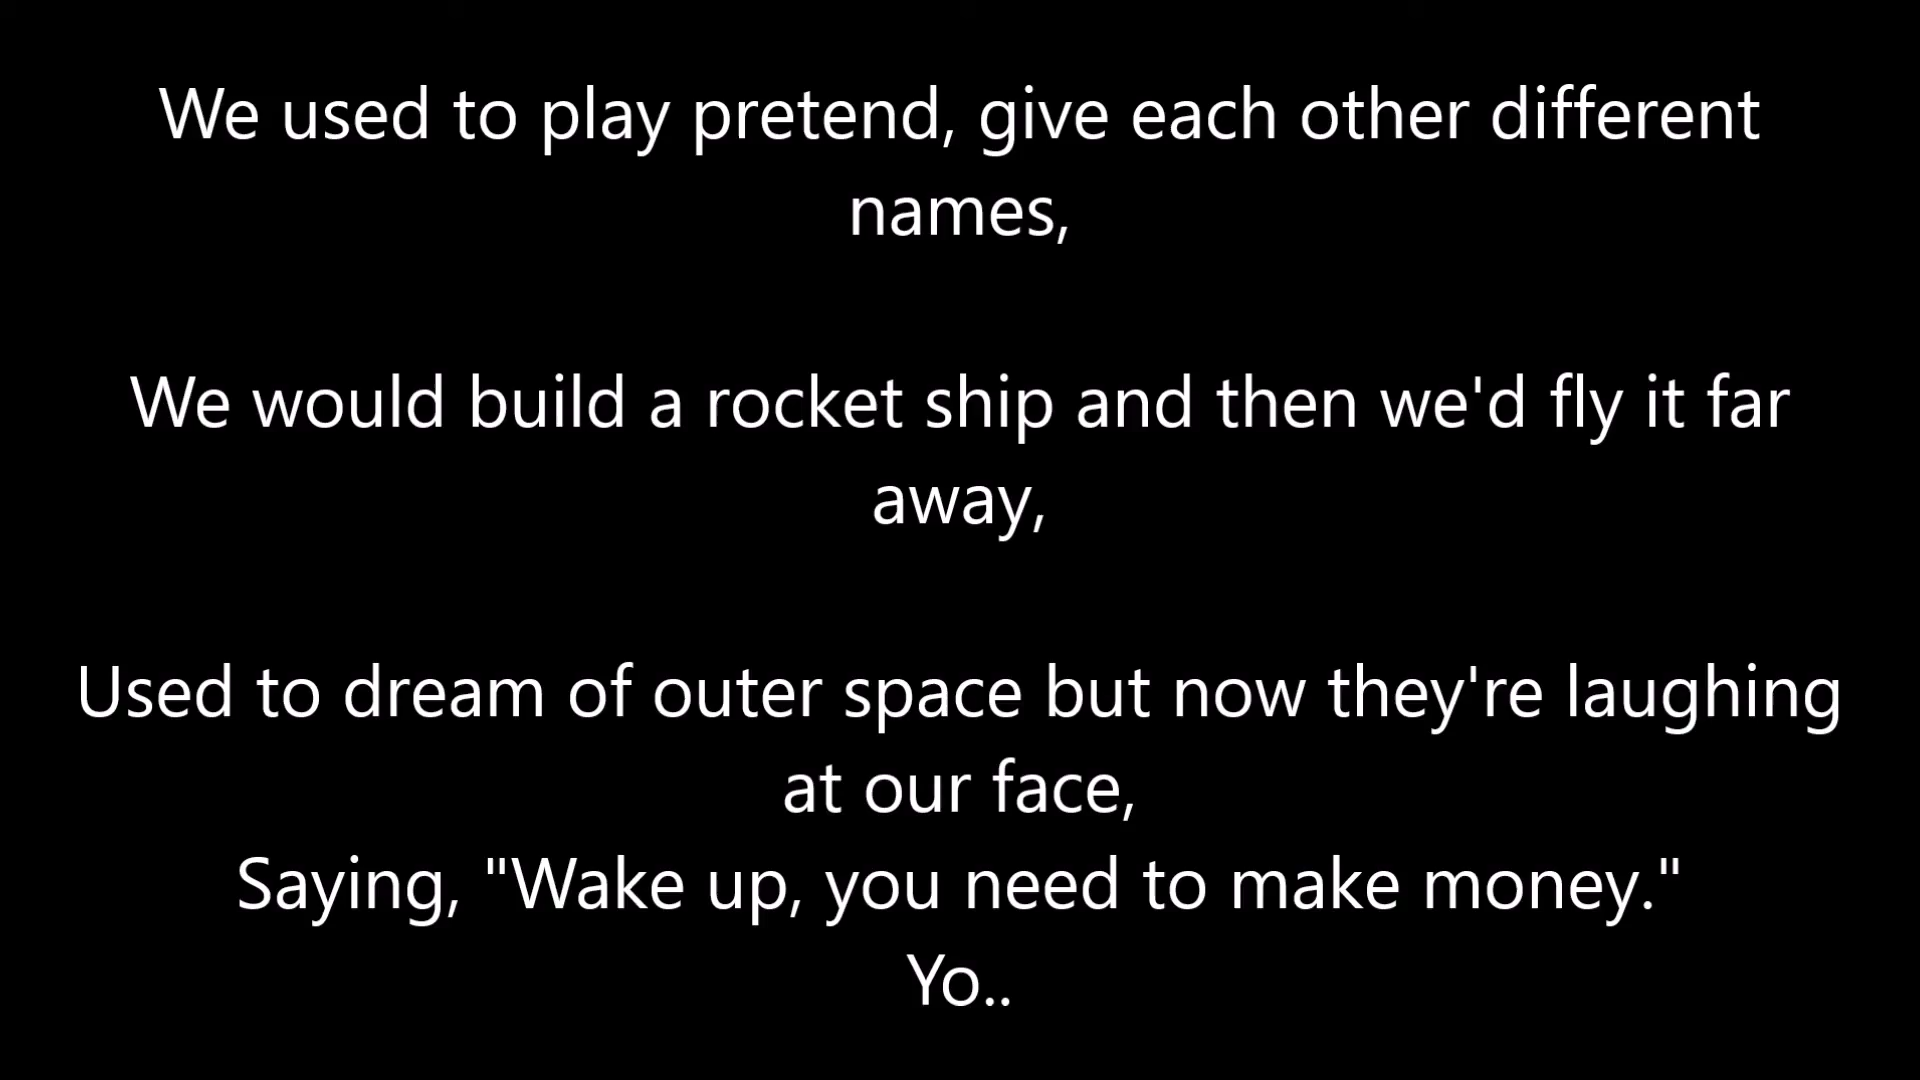 We used to play pretend, give each other different
names,
We would build a rocket ship and then we'd fly it far
away,
Used to dream of outer space but now they're laughing
at our face,
Saying, "Wake up, you need to make money."
Yo..